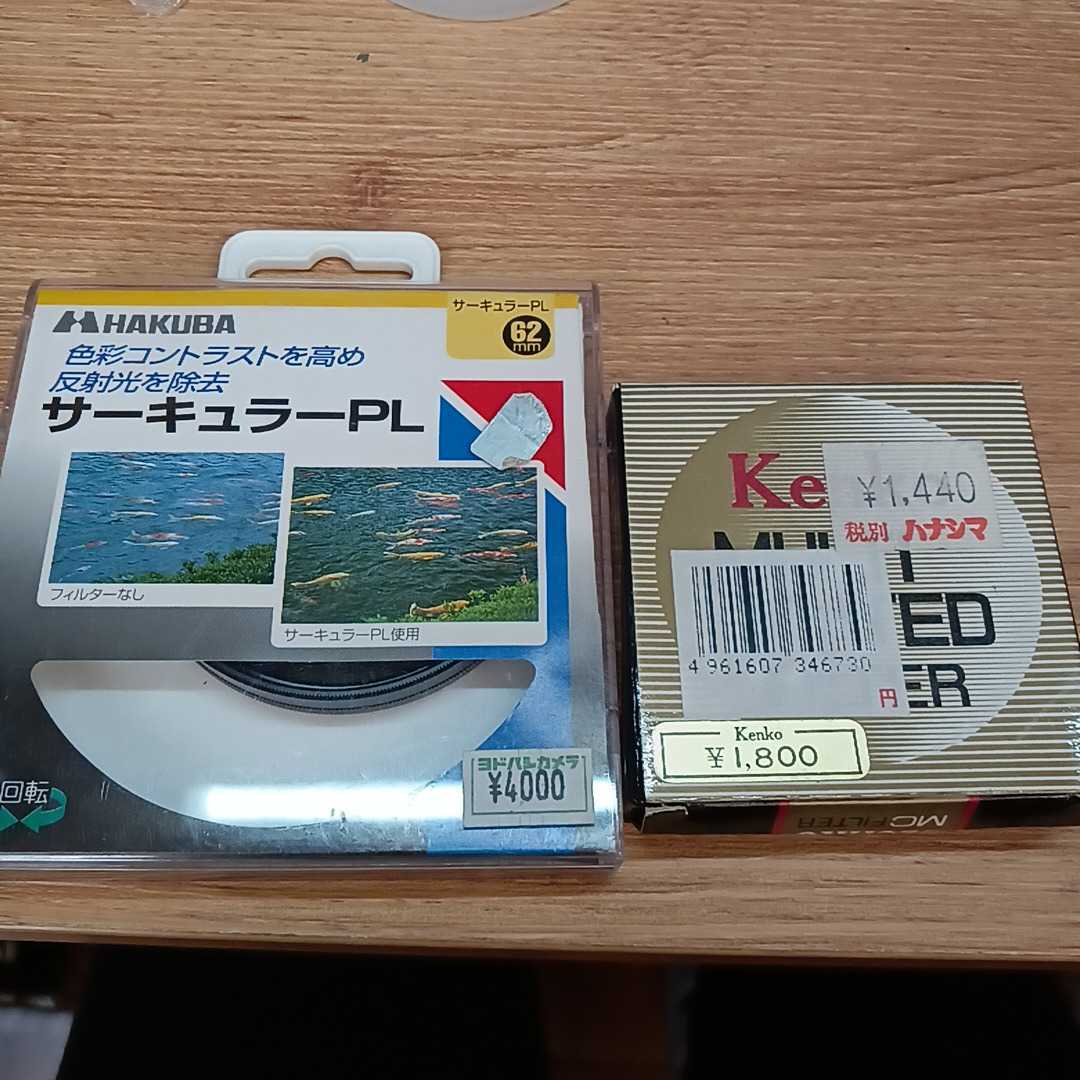 HAKUBA
サーキュラーPL
62
mm
色彩コントラストを高め
反射光を除去
サーキュラーPL
フィルターなし
サーキュラーPL使用
回転
ヨドバシカメラ
¥4000
Ke
¥1,440
税別 ハナシマ
4961607 346730
円
ED
ER
Kenko
¥1,800
MC FILTER